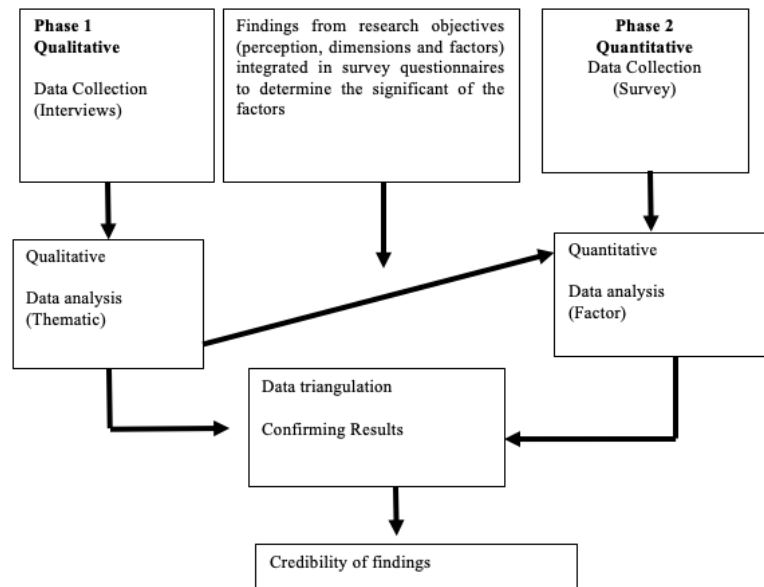 Phase 1
Qualitative
Data Collection
(Interviews)
Findings from research objectives
(perception, dimensions and factors)
integrated in survey questionnaires
to determine the significant of the
factors
Phase 2
Quantitative
Data Collection
(Survey)
Qualitative
Data analysis
(Thematic)
Quantitative
Data analysis
(Factor)
Data triangulation
Confirming Results
Credibility of findings